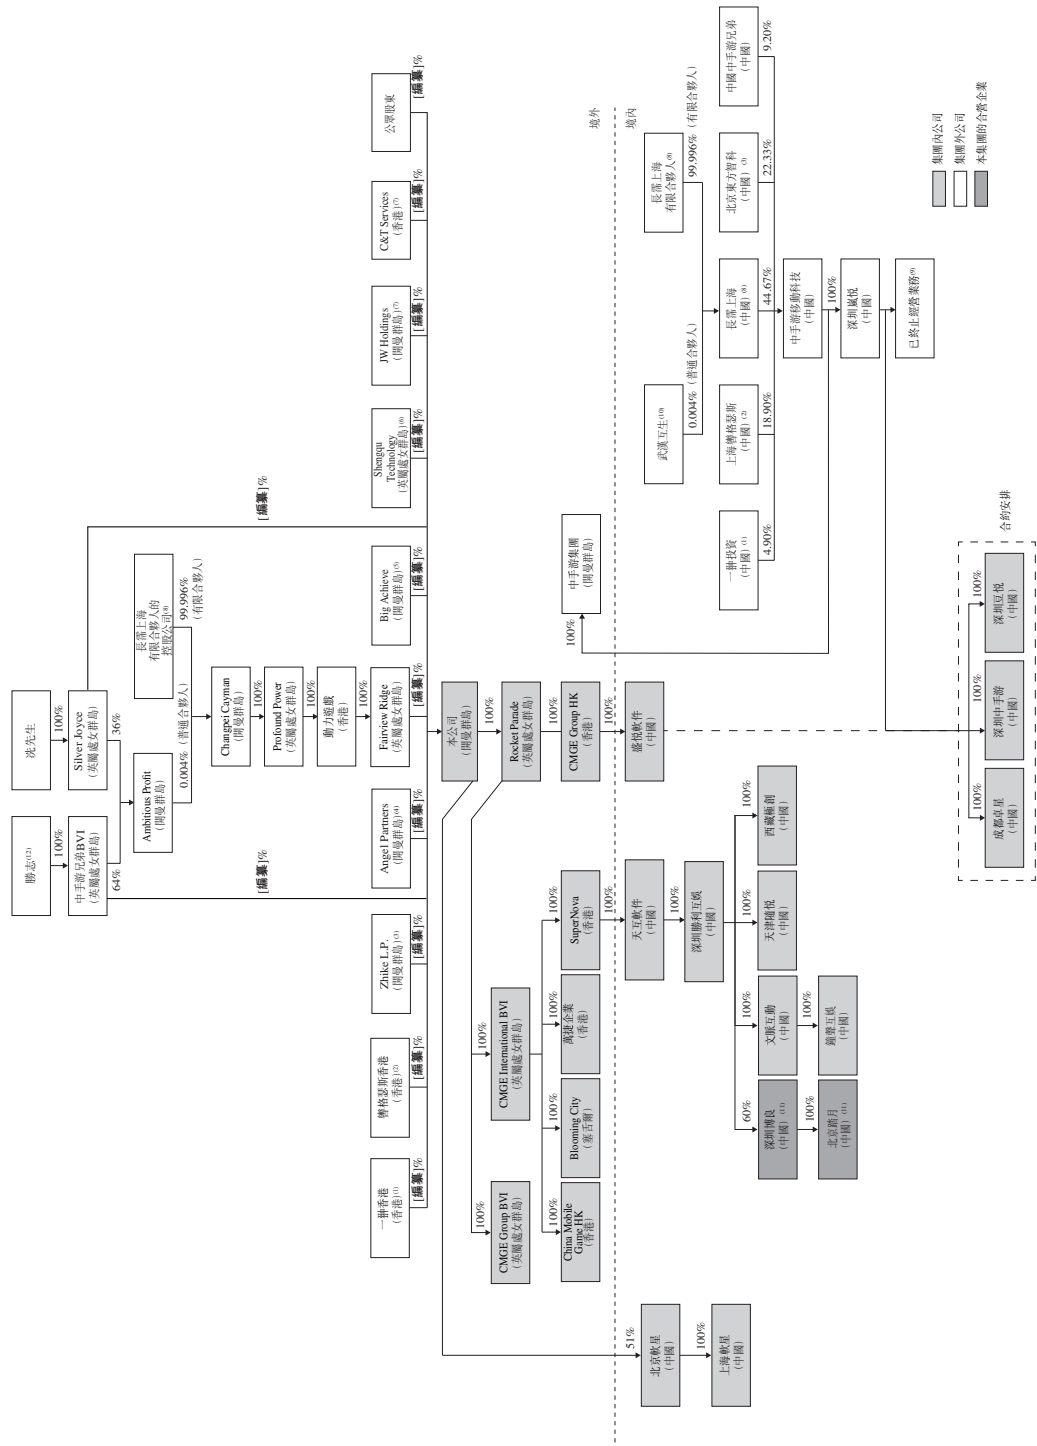 勝志⁽¹²⁾
冼先生
100%
100%
中手游兄弟BVI
(英屬處女群島)
Silver Joyce
(英屬處女群島)
64%
36%
Ambitious Profit
(開曼群島)
長霈上海
有限合夥人的
控股公司⁽⁸⁾
0.004%(普通合夥人)
99.996%
(有限合夥人)
Changpei Cayman
(開曼群島)
100%
Profound Power
(英屬處女群島)
100%
動力遊戲
(香港)
100%
[編纂]%
[編纂]%
一翀香港
(香港)⁽¹⁾
轡格瑟斯香港
(香港)⁽²⁾
Zhike L.P.
(開曼群島)⁽³⁾
Angel Partners
(開曼群島)⁽⁴⁾
Fairview Ridge
(英屬處女群島)
Big Achieve
(開曼群島)⁽⁵⁾
Shengqu
Technology
(英屬處女群島)⁽⁶⁾
JW Holdings
(開曼群島)⁽⁷⁾
C&T Services
(香港)⁽⁷⁾
公眾股東
[編纂]%
[編纂]%
[編纂]%
[編纂]%
[編纂]%
[編纂]%
[編纂]%
[編纂]%
[編纂]%
[編纂]%
本公司
(開曼群島)
100%
100%
100%
CMGE Group BVI
(英屬處女群島)
CMGE International BVI
(英屬處女群島)
Rocket Parade
(英屬處女群島)
100%
100%
100%
100%
100%
100%
China Mobile
Game HK
(香港)
Blooming City
(塞舌爾)
萬捷企業
(香港)
SuperNova
(香港)
CMGE Group HK
(香港)
中手游集團
(開曼群島)
100%
100%
100%
境外
境內
51%
北京軟星
(中國)
100%
上海軟星
(中國)
天互軟件
(中國)
100%
深圳勝利互娛
(中國)
盛悅軟件
(中國)
60%
100%
100%
100%
深圳博良
(中國)⁽¹¹⁾
文脈互動
(中國)
天津隨悅
(中國)
西藏極創
(中國)
100%
100%
北京踏月
(中國)⁽¹¹⁾
鐘聲互娛
(中國)
武漢互生⁽¹⁰⁾
長霈上海
有限合夥人⁽⁸⁾
0.004%(普通合夥人)
99.996%(有限合夥人)
一翀投資
(中國)⁽¹⁾
上海轡格瑟斯
(中國)⁽²⁾
長霈上海
(中國)⁽⁸⁾
北京東方智科
(中國)⁽³⁾
中國中手游兄弟
(中國)
4.90%
18.90%
44.67%
22.33%
9.20%
中手游移動科技
(中國)
100%
深圳嵐悦
(中國)
已終止經營業務⁽⁹⁾
合約安排
100%
100%
100%
成都卓星
(中國)
深圳中手游
(中國)
深圳豆悦
(中國)
集團內公司
集團外公司
本集團的合營企業